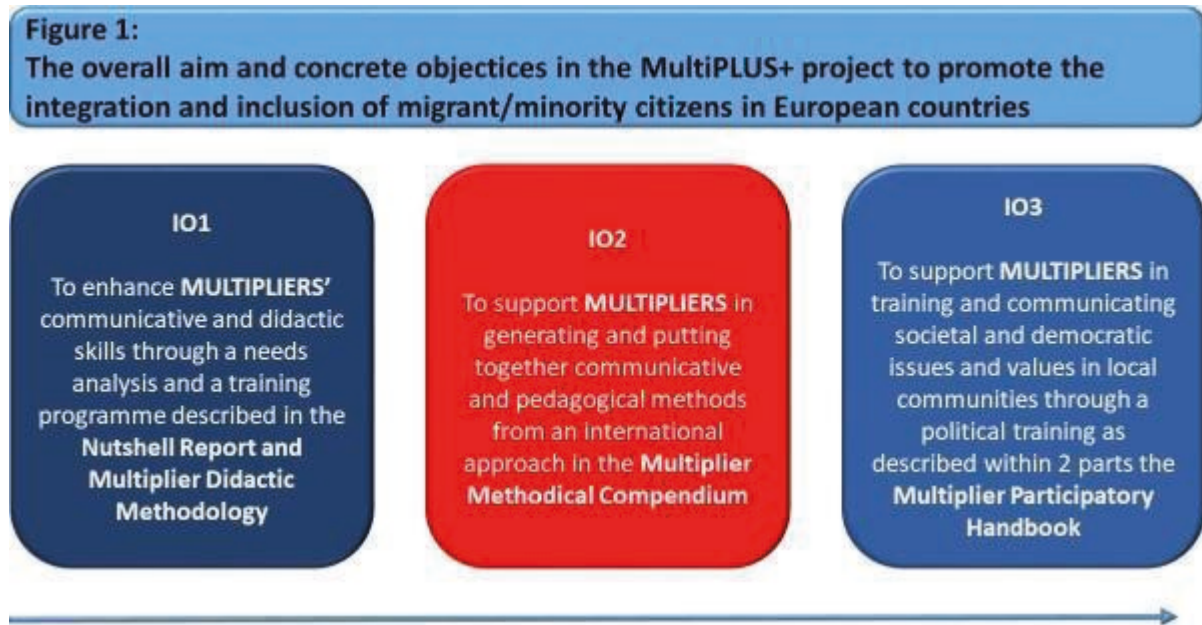 Figure 1:
The overall aim and concrete objectices in the MultiPLUS+ project to promote the
integration and inclusion of migrant/minority citizens in European countries
IO1
To enhance MULTIPLIERS’
communicative and didactic
skills through a needs
analysis and a training
programme described in the
Nutshell Report and
Multiplier Didactic
Methodology
IO2
To support MULTIPLIERS in
generating and putting
together communicative
and pedagogical methods
from an international
approach in the Multiplier
Methodical Compendium
IO3
To support MULTIPLIERS in
training and communicating
societal and democratic
issues and values in local
communities through a
political training as
described within 2 parts the
Multiplier Participatory
Handbook